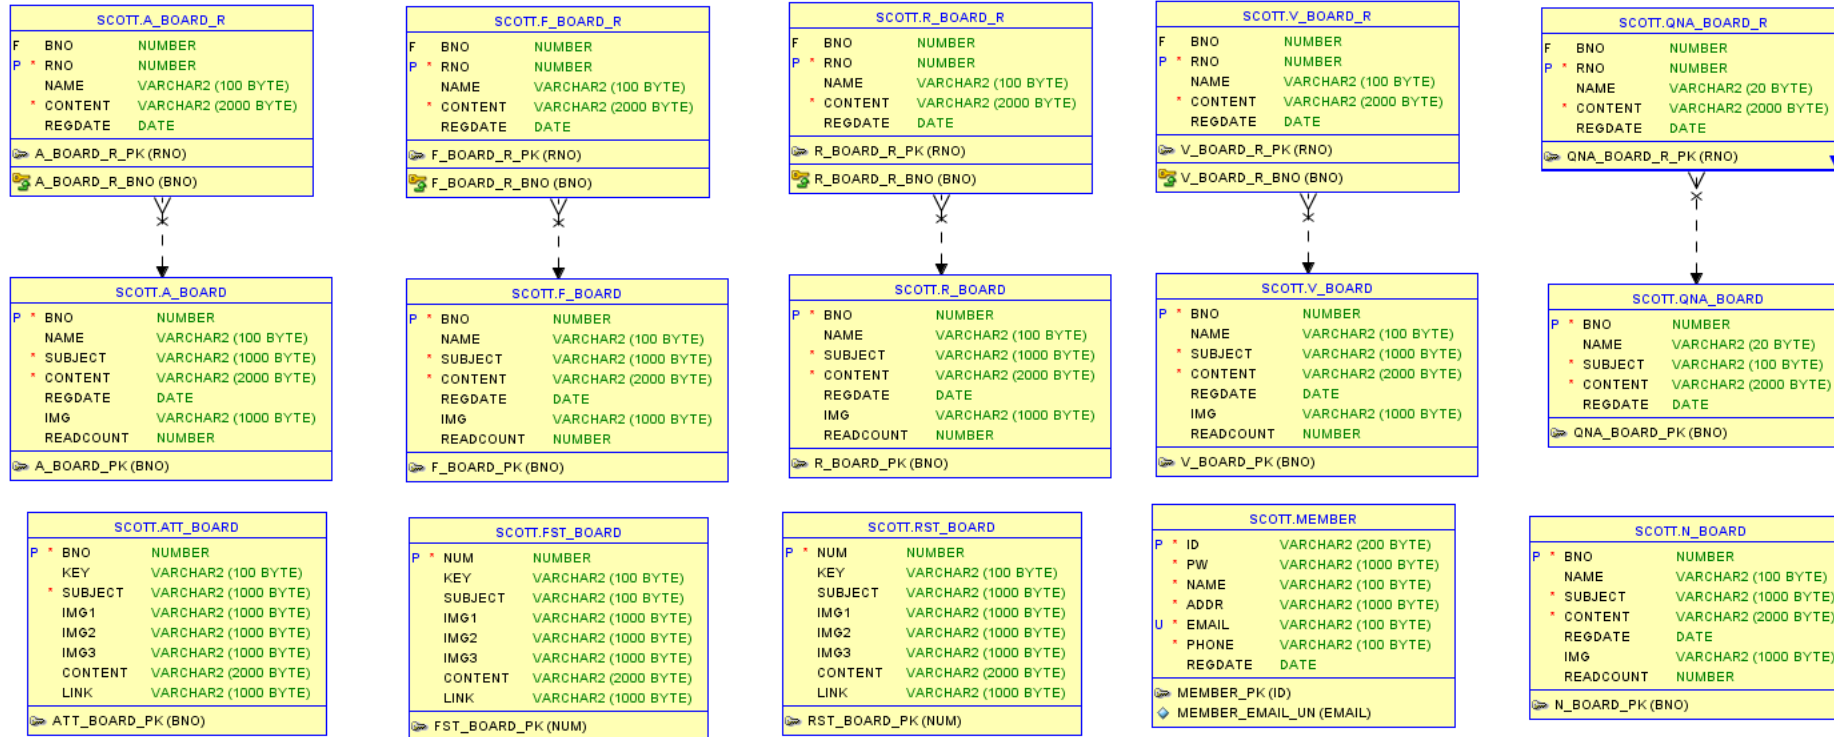 SCOTT.A_BOARD_R
F BNO NUMBER
P * RNO NUMBER
NAME VARCHAR2 (100 BYTE)
* CONTENT VARCHAR2 (2000 BYTE)
REGDATE DATE
A_BOARD_R_PK (RNO)
A_BOARD_R_BNO (BNO)
SCOTT.F_BOARD_R
F BNO NUMBER
P * RNO NUMBER
NAME VARCHAR2 (100 BYTE)
* CONTENT VARCHAR2 (2000 BYTE)
REGDATE DATE
F_BOARD_R_PK (RNO)
F_BOARD_R_BNO (BNO)
SCOTT.R_BOARD_R
F BNO NUMBER
P * RNO NUMBER
NAME VARCHAR2 (100 BYTE)
* CONTENT VARCHAR2 (2000 BYTE)
REGDATE DATE
R_BOARD_R_PK (RNO)
R_BOARD_R_BNO (BNO)
SCOTT.V_BOARD_R
F BNO NUMBER
P * RNO NUMBER
NAME VARCHAR2 (100 BYTE)
* CONTENT VARCHAR2 (2000 BYTE)
REGDATE DATE
V_BOARD_R_PK (RNO)
V_BOARD_R_BNO (BNO)
SCOTT.QNA_BOARD_R
F BNO NUMBER
P * RNO NUMBER
NAME VARCHAR2 (20 BYTE)
* CONTENT VARCHAR2 (2000 BYTE)
REGDATE DATE
QNA_BOARD_R_PK (RNO)
SCOTT.A_BOARD
P * BNO NUMBER
NAME VARCHAR2 (100 BYTE)
* SUBJECT VARCHAR2 (1000 BYTE)
* CONTENT VARCHAR2 (2000 BYTE)
REGDATE DATE
IMG VARCHAR2 (1000 BYTE)
READCOUNT NUMBER
A_BOARD_PK (BNO)
SCOTT.F_BOARD
P * BNO NUMBER
NAME VARCHAR2 (100 BYTE)
* SUBJECT VARCHAR2 (1000 BYTE)
* CONTENT VARCHAR2 (2000 BYTE)
REGDATE DATE
IMG VARCHAR2 (1000 BYTE)
READCOUNT NUMBER
F_BOARD_PK (BNO)
SCOTT.R_BOARD
P * BNO NUMBER
NAME VARCHAR2 (100 BYTE)
* SUBJECT VARCHAR2 (1000 BYTE)
* CONTENT VARCHAR2 (2000 BYTE)
REGDATE DATE
IMG VARCHAR2 (1000 BYTE)
READCOUNT NUMBER
R_BOARD_PK (BNO)
SCOTT.V_BOARD
P * BNO NUMBER
NAME VARCHAR2 (100 BYTE)
* SUBJECT VARCHAR2 (1000 BYTE)
* CONTENT VARCHAR2 (2000 BYTE)
REGDATE DATE
IMG VARCHAR2 (1000 BYTE)
READCOUNT NUMBER
V_BOARD_PK (BNO)
SCOTT.QNA_BOARD
P * BNO NUMBER
NAME VARCHAR2 (20 BYTE)
* SUBJECT VARCHAR2 (100 BYTE)
* CONTENT VARCHAR2 (2000 BYTE)
REGDATE DATE
QNA_BOARD_PK (BNO)
SCOTT.ATT_BOARD
P * BNO NUMBER
KEY VARCHAR2 (100 BYTE)
* SUBJECT VARCHAR2 (1000 BYTE)
IMG1 VARCHAR2 (1000 BYTE)
IMG2 VARCHAR2 (1000 BYTE)
IMG3 VARCHAR2 (1000 BYTE)
CONTENT VARCHAR2 (2000 BYTE)
LINK VARCHAR2 (1000 BYTE)
ATT_BOARD_PK (BNO)
SCOTT.FST_BOARD
P * NUM NUMBER
KEY VARCHAR2 (100 BYTE)
SUBJECT VARCHAR2 (100 BYTE)
IMG1 VARCHAR2 (1000 BYTE)
IMG2 VARCHAR2 (1000 BYTE)
IMG3 VARCHAR2 (1000 BYTE)
CONTENT VARCHAR2 (2000 BYTE)
LINK VARCHAR2 (1000 BYTE)
FST_BOARD_PK (NUM)
SCOTT.RST_BOARD
P * NUM NUMBER
KEY VARCHAR2 (100 BYTE)
SUBJECT VARCHAR2 (1000 BYTE)
IMG1 VARCHAR2 (1000 BYTE)
IMG2 VARCHAR2 (1000 BYTE)
IMG3 VARCHAR2 (1000 BYTE)
CONTENT VARCHAR2 (2000 BYTE)
LINK VARCHAR2 (1000 BYTE)
RST_BOARD_PK (NUM)
SCOTT.MEMBER
P * ID VARCHAR2 (200 BYTE)
* PW VARCHAR2 (1000 BYTE)
* NAME VARCHAR2 (100 BYTE)
* ADDR VARCHAR2 (1000 BYTE)
U * EMAIL VARCHAR2 (100 BYTE)
* PHONE VARCHAR2 (100 BYTE)
REGDATE DATE
MEMBER_PK (ID)
MEMBER_EMAIL_UN (EMAIL)
SCOTT.N_BOARD
P * BNO NUMBER
NAME VARCHAR2 (100 BYTE)
* SUBJECT VARCHAR2 (1000 BYTE)
* CONTENT VARCHAR2 (2000 BYTE)
REGDATE DATE
IMG VARCHAR2 (1000 BYTE)
READCOUNT NUMBER
N_BOARD_PK (BNO)